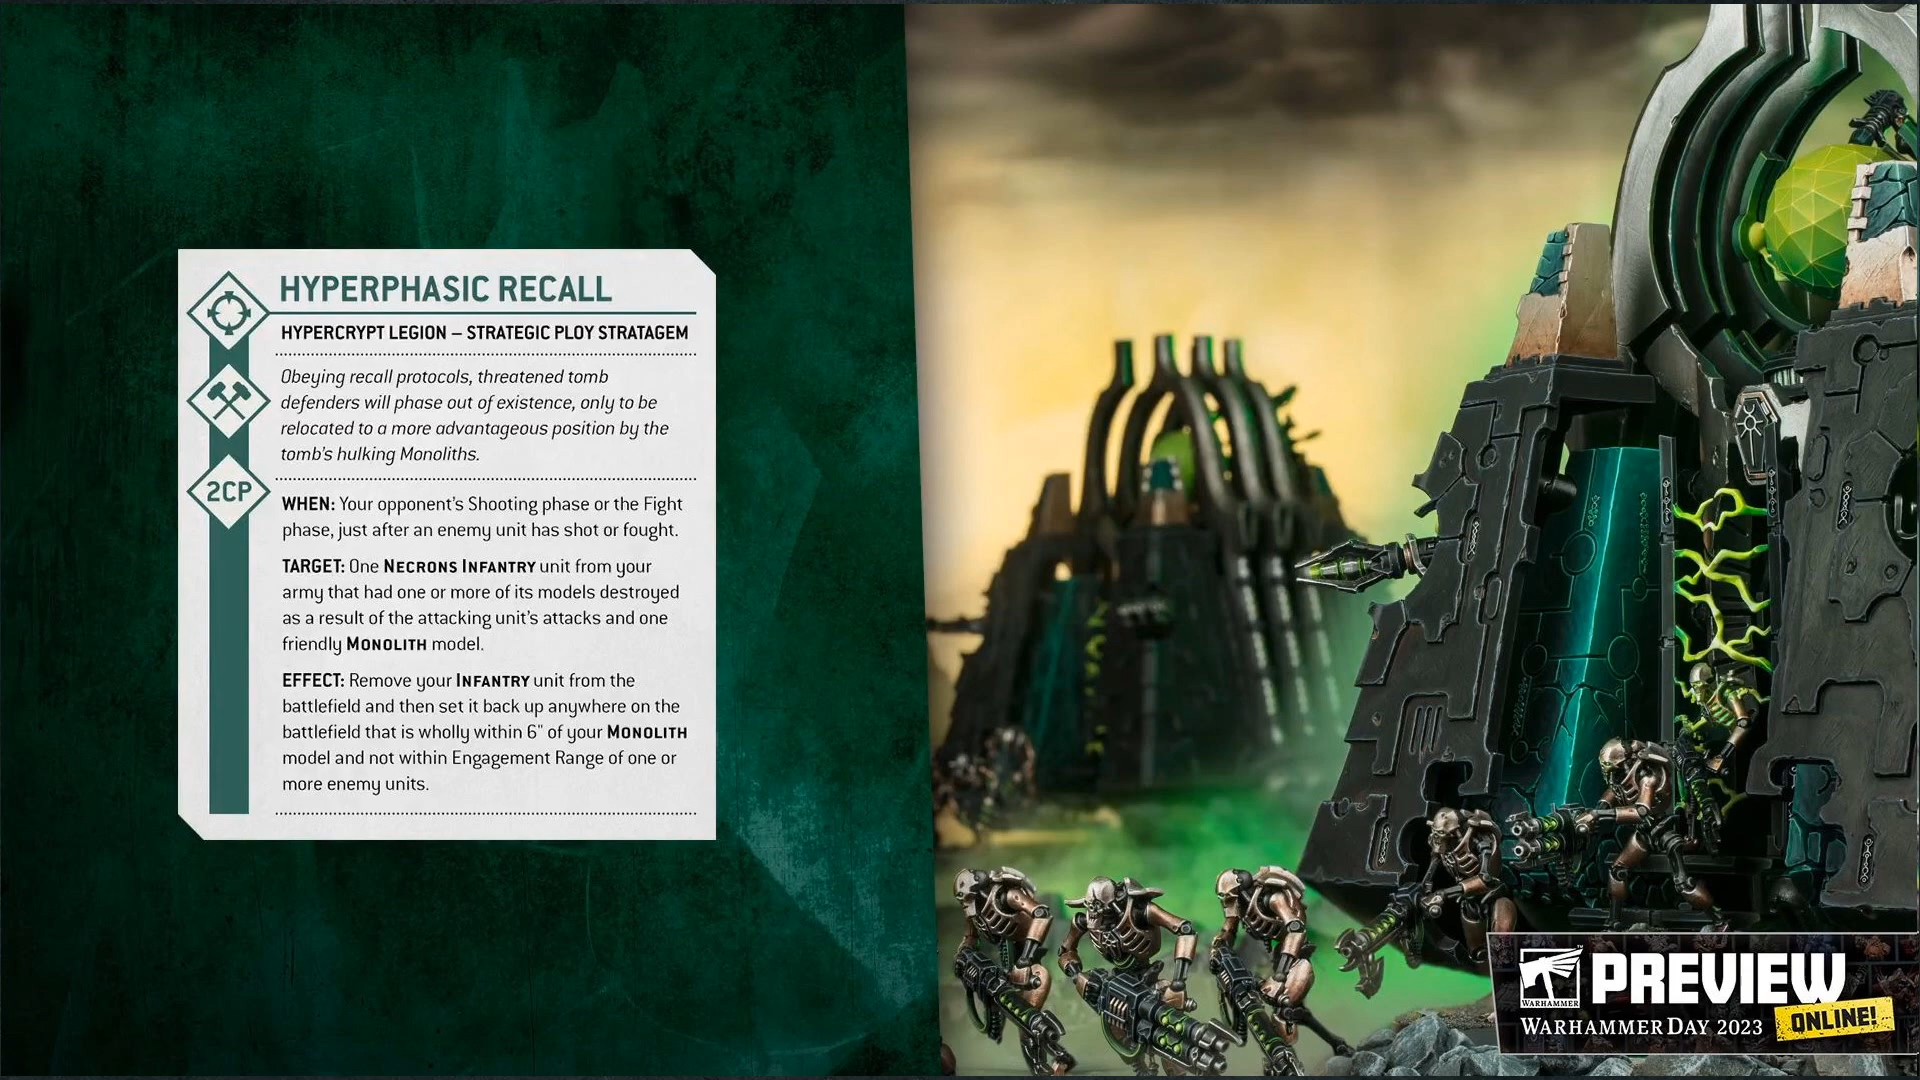 HYPERPHASIC RECALL
HYPERCRYPT LEGION – STRATEGIC PLOY STRATAGEM
Obeying recall protocols, threatened tomb
defenders will phase out of existence, only to be
relocated to a more advantageous position by the
tomb's hulking Monoliths.
2CP
WHEN: Your opponent's Shooting phase or the Fight
phase, just after an enemy unit has shot or fought.
TARGET: One NECRONS INFANTRY unit from your
army that had one or more of its models destroyed
as a result of the attacking unit's attacks and one
friendly MONOLITH model.
EFFECT: Remove your INFANTRY unit from the
battlefield and then set it back up anywhere on the
battlefield that is wholly within 6" of your MONOLITH
model and not within Engagement Range of one or
more enemy units.
WARHAMMER
PREVIEW
WARHAMMER DAY 2023
ONLINE!